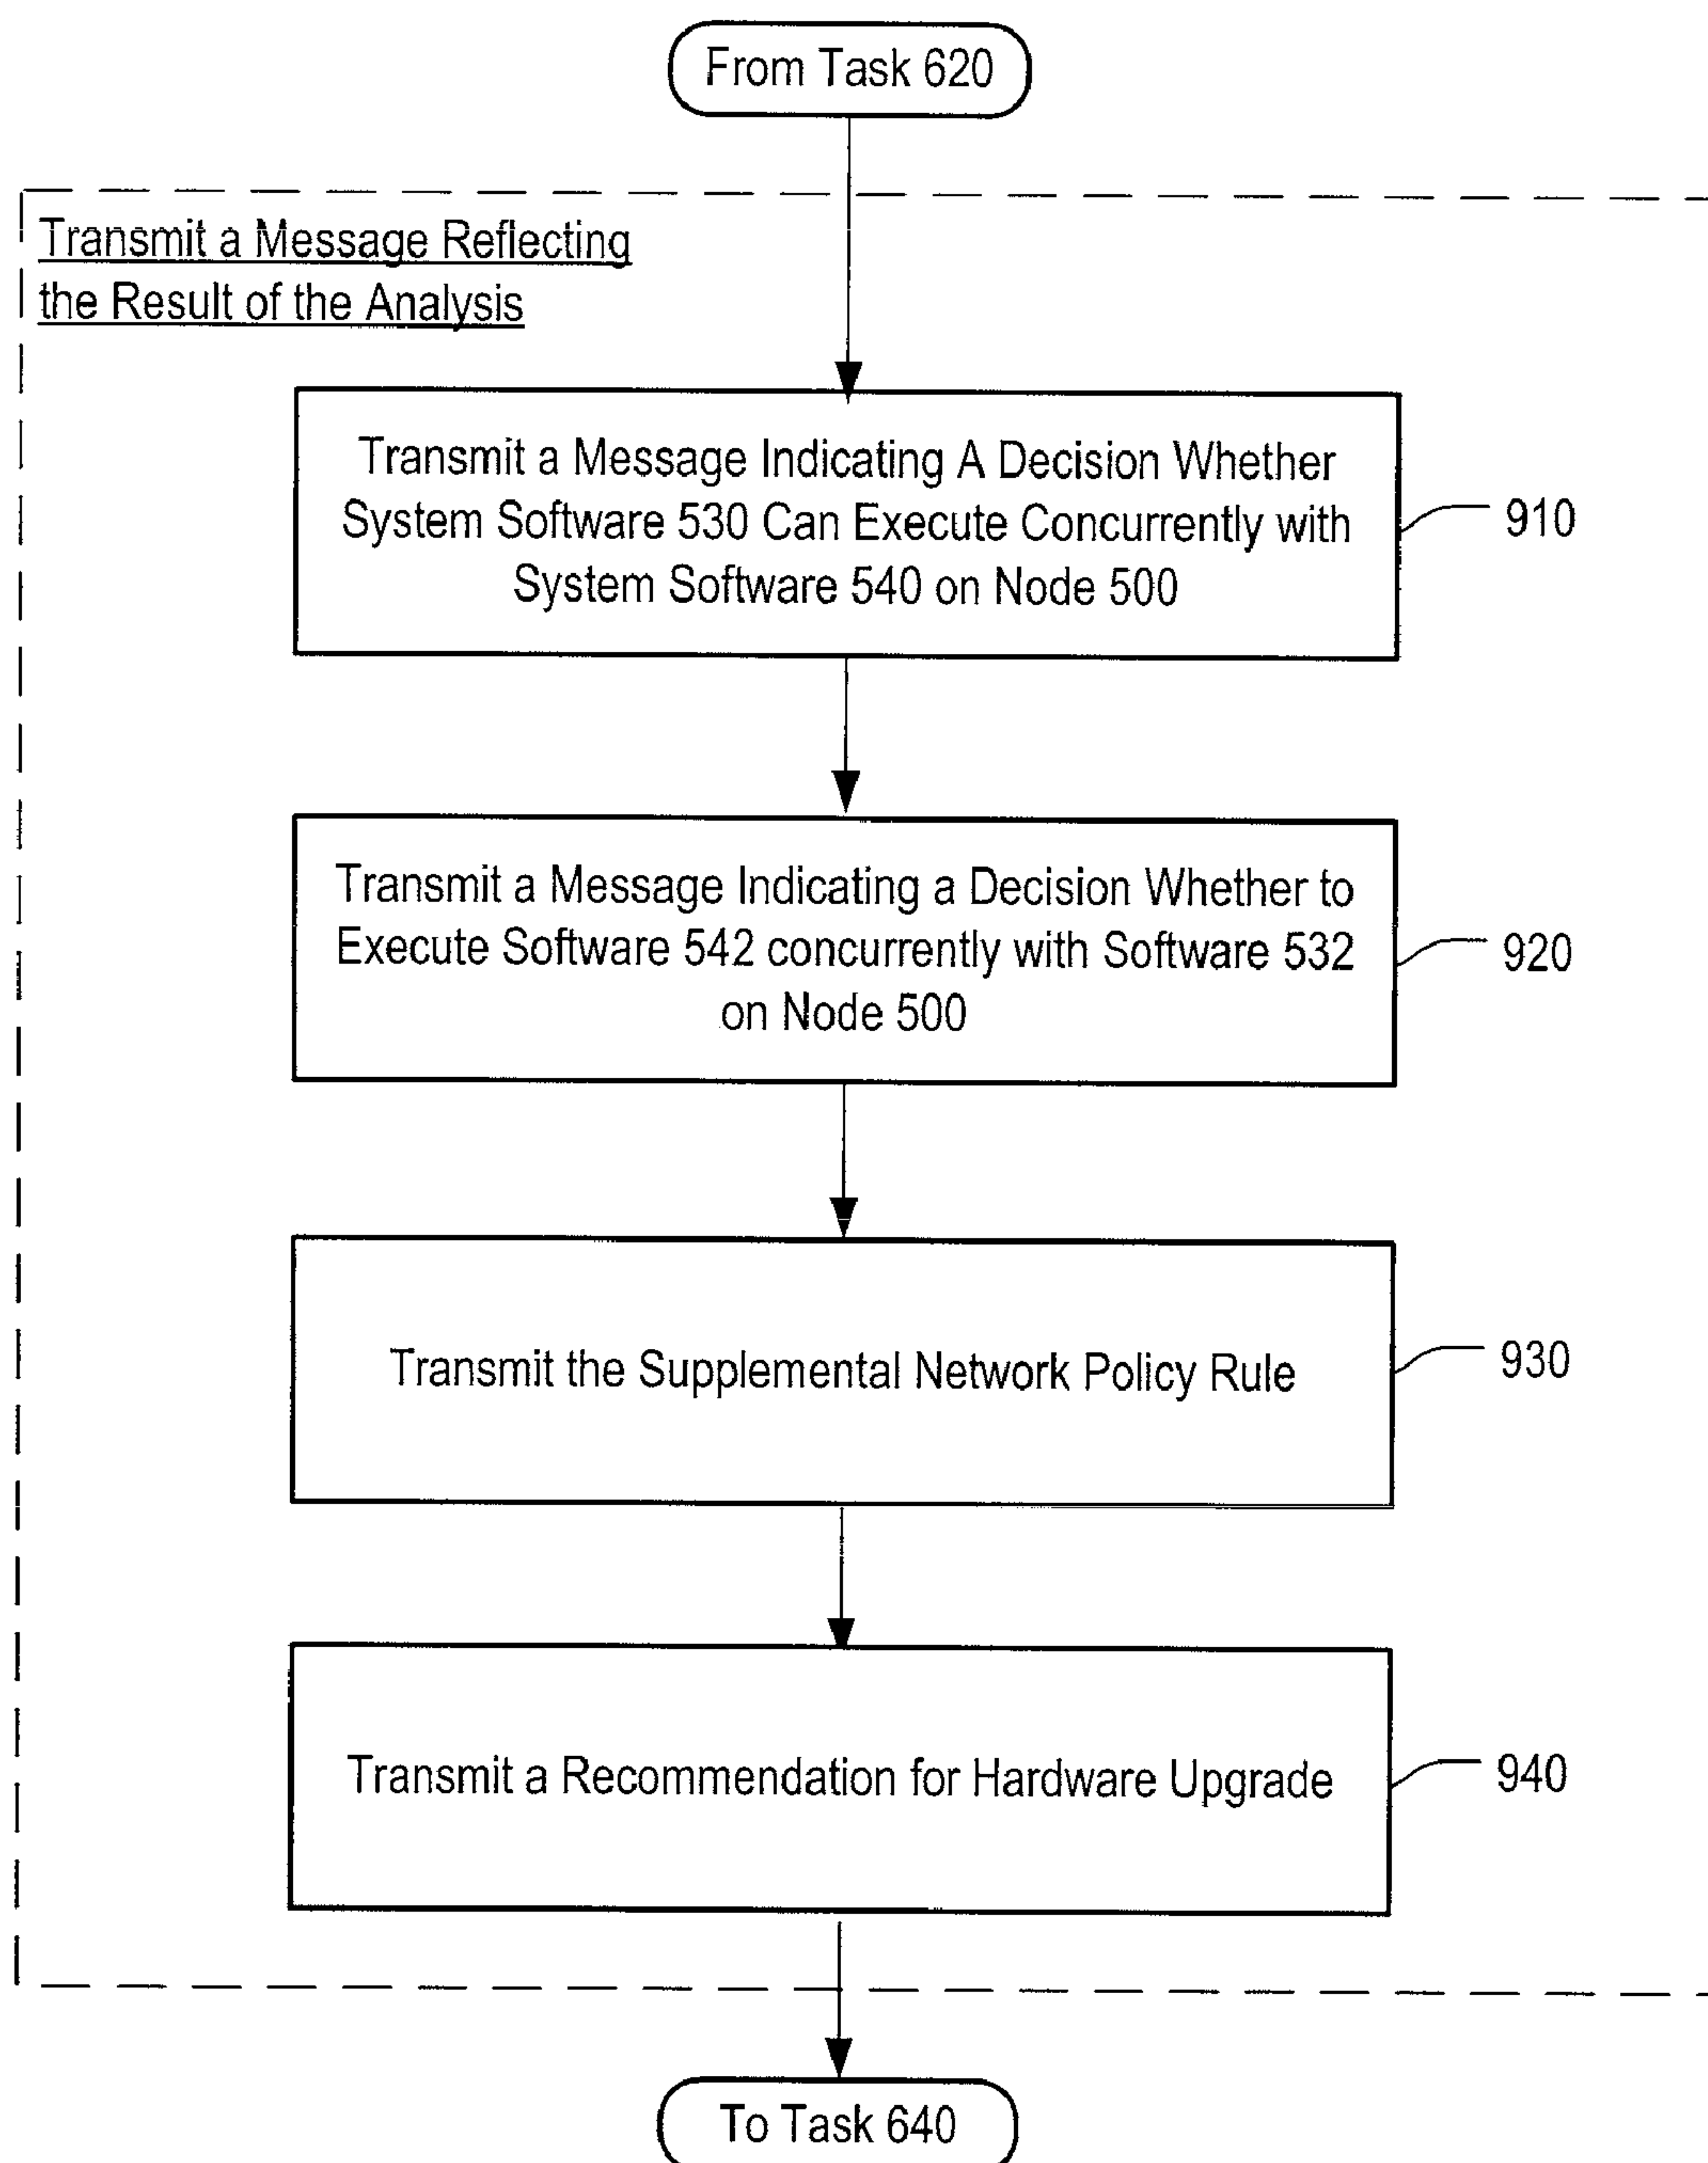 From Task 620
Transmit a Message Reflecting
the Result of the Analysis
Transmit a Message Indicating A Decision Whether
System Software 530 Can Execute Concurrently with
System Software 540 on Node 500
910
Transmit a Message Indicating a Decision Whether to
Execute Software 542 concurrently with Software 532
on Node 500
920
Transmit the Supplemental Network Policy Rule
930
Transmit a Recommendation for Hardware Upgrade
940
To Task 640